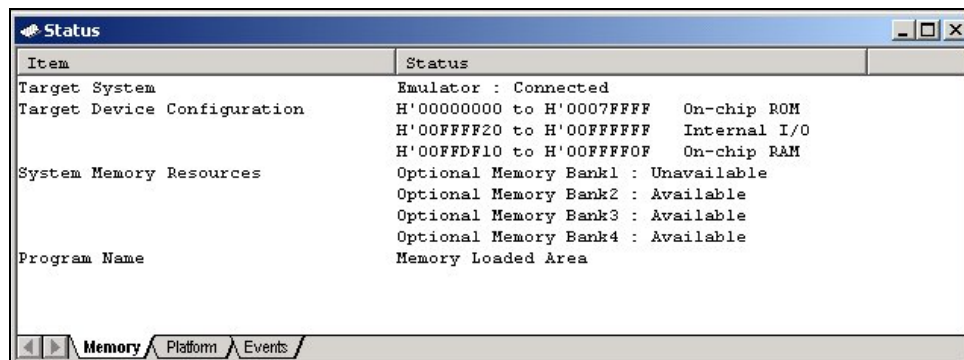 Status
Item Status
Target System Emulator : Connected
Target Device Configuration H'00000000 to H'0007FFFF On-chip ROM
H'00FFFF20 to H'00FFFFFF Internal I/O
H'00FFDF10 to H'00FFFF0F On-chip RAM
System Memory Resources Optional Memory Bank1 : Unavailable
Optional Memory Bank2 : Available
Optional Memory Bank3 : Available
Optional Memory Bank4 : Available
Program Name Memory Loaded Area
Memory Platform Events